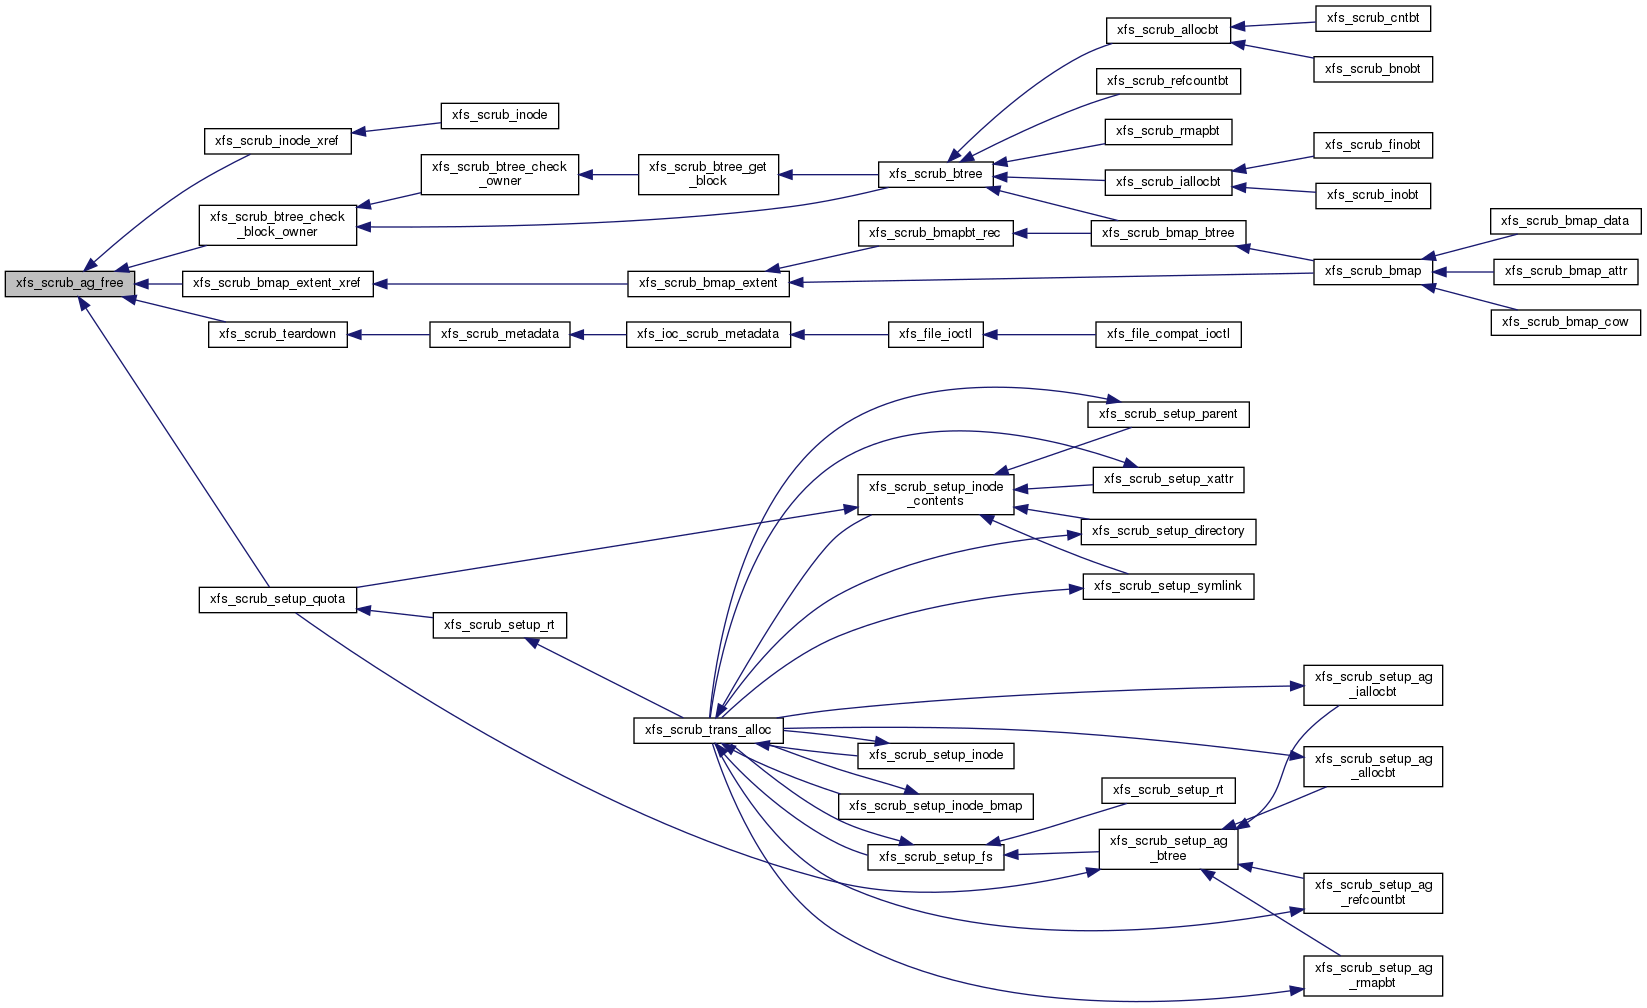 xfs_scrub_cntbt
xfs_scrub_allocbt
xfs_scrub_bnobt
xfs_scrub_refcountbt
xfs_scrub_inode
xfs_scrub_rmapbt
xfs_scrub_inode_xref
xfs_scrub_finobt
xfs_scrub_btree_check
_owner
xfs_scrub_btree_get
_block
xfs_scrub_btree
xfs_scrub_iallocbt
xfs_scrub_inobt
xfs_scrub_btree_check
_block_owner
xfs_scrub_bmapbt_rec
xfs_scrub_bmap_btree
xfs_scrub_bmap_data
xfs_scrub_ag_free
xfs_scrub_bmap_extent_xref
xfs_scrub_bmap_extent
xfs_scrub_bmap
xfs_scrub_bmap_attr
xfs_scrub_bmap_cow
xfs_scrub_teardown
xfs_scrub_metadata
xfs_ioc_scrub_metadata
xfs_file_ioctl
xfs_file_compat_ioctl
xfs_scrub_setup_parent
xfs_scrub_setup_xattr
xfs_scrub_setup_inode
_contents
xfs_scrub_setup_directory
xfs_scrub_setup_symlink
xfs_scrub_setup_quota
xfs_scrub_setup_rt
xfs_scrub_setup_ag
_iallocbt
xfs_scrub_trans_alloc
xfs_scrub_setup_inode
xfs_scrub_setup_ag
_allocbt
xfs_scrub_setup_rt
xfs_scrub_setup_inode_bmap
xfs_scrub_setup_ag
_btree
xfs_scrub_setup_fs
xfs_scrub_setup_ag
_refcountbt
xfs_scrub_setup_ag
_rmapbt